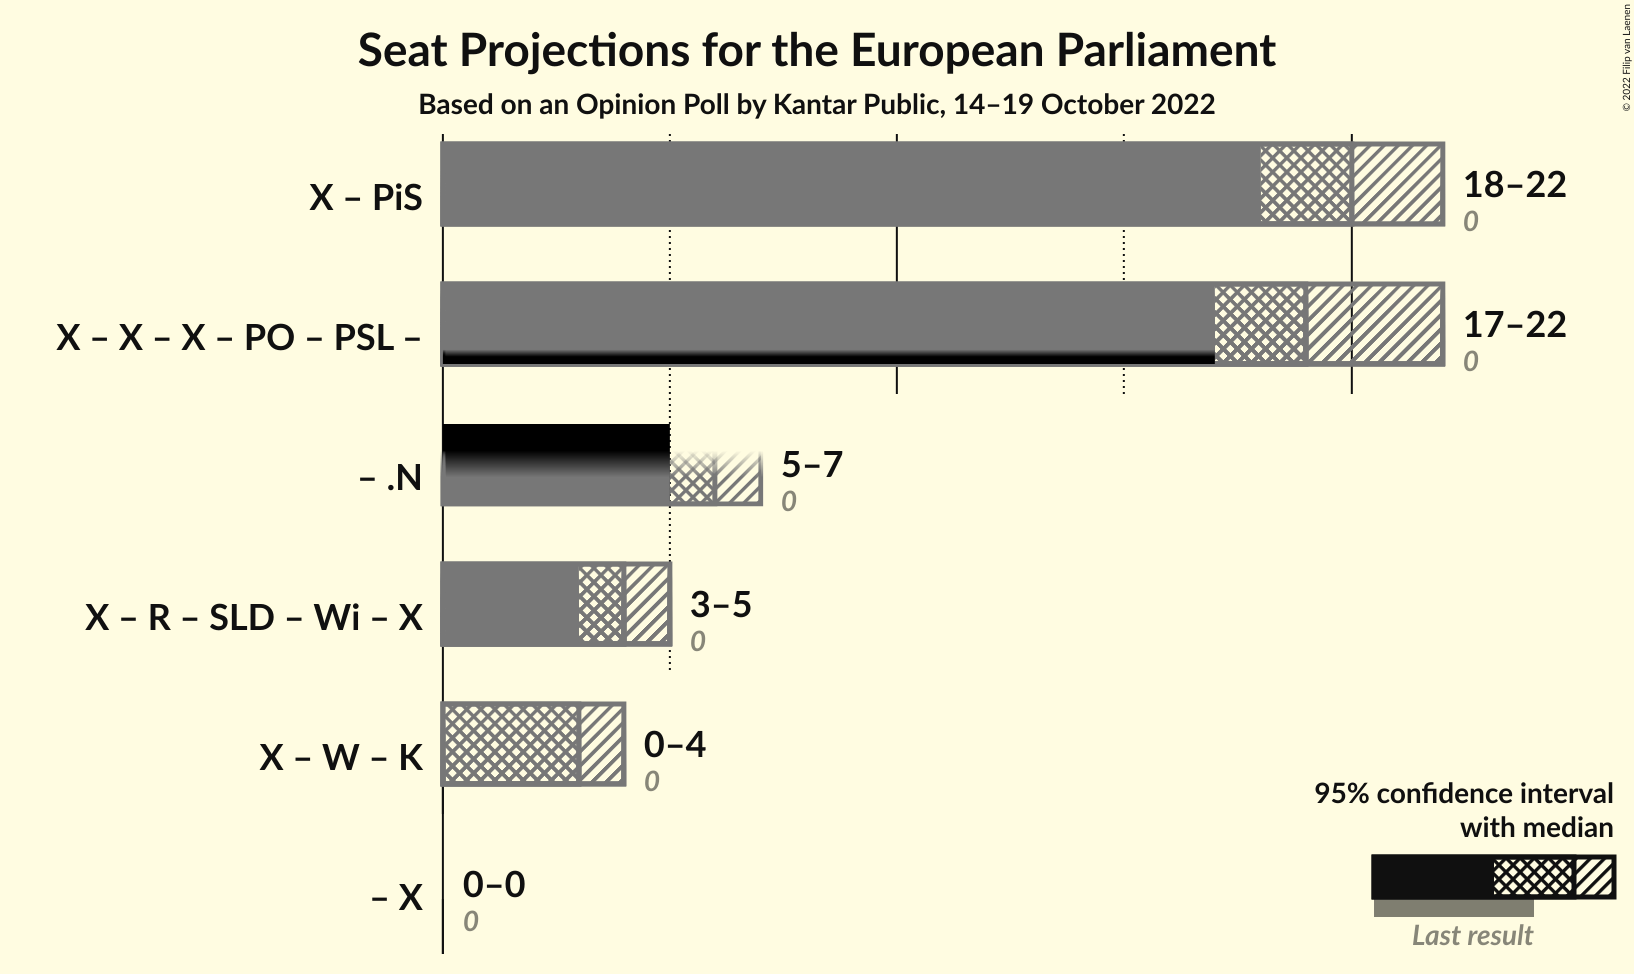 Seat Projections for the European Parliament
Based on an Opinion Poll by Kantar Public, 14–19 October 2022
© 2022 Filip van Laenen
X – PiS
18–22
0
X – X – X – PO – PSL –
17–22
0
– .N
5–7
0
X – R – SLD – Wi – X
3–5
0
X – W – K
0–4
0
– X
0–0
0
95% confidence interval
with median
Last result